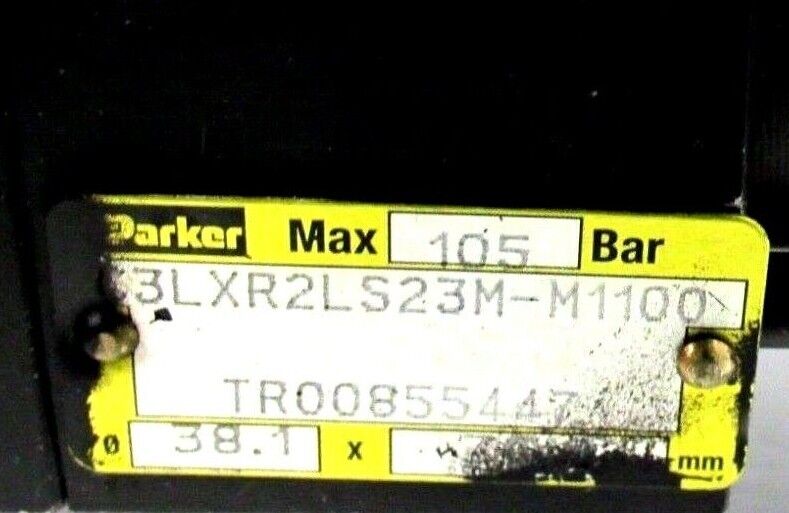 Parker Max 105 Bar
3LXR2LS23M-M1100
TR00855447
ø 38.1 x mm